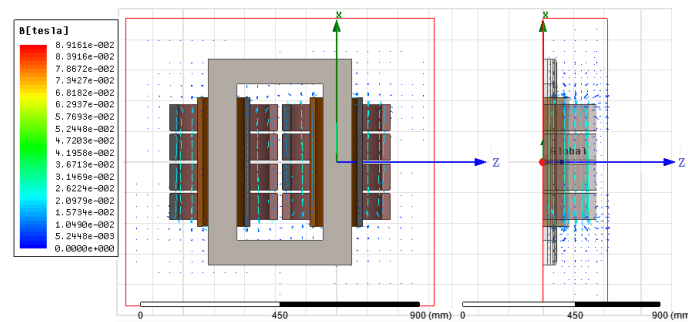 B[tesla]
8.9161e-002
8.3916e-002
7.8672e-002
7.3427e-002
6.8182e-002
6.2937e-002
5.7693e-002
5.2448e-002
4.7203e-002
4.1958e-002
3.6713e-002
3.1469e-002
2.6224e-002
2.0979e-002
1.5734e-002
1.0490e-002
5.2448e-003
0.0000e+000
X
Z
0 450 900 (mm)
X
Global
Z
0 450 900 (mm)